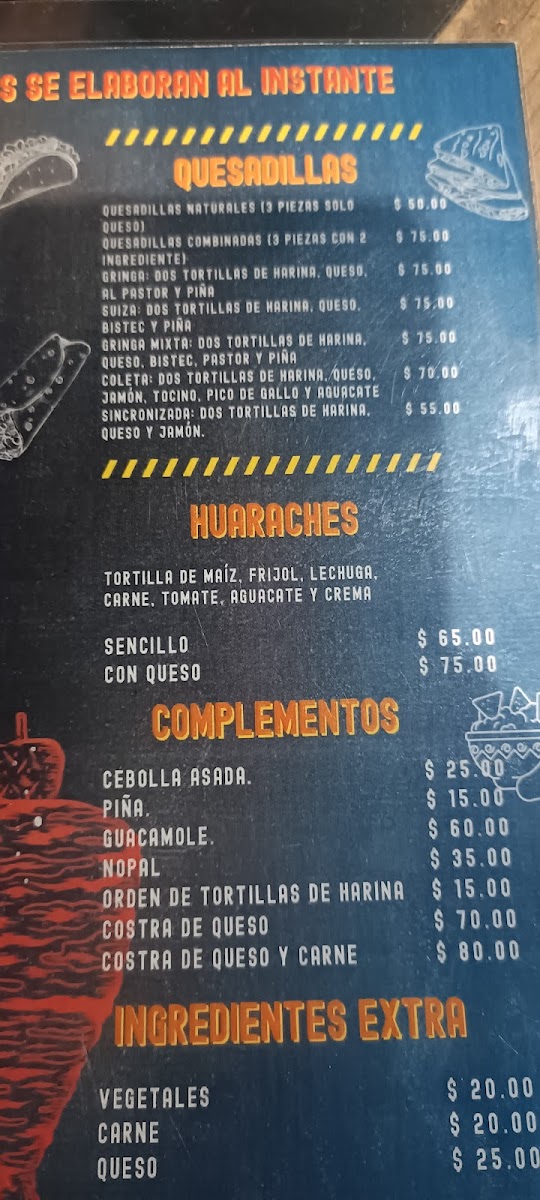 S SE ELABORAN AL INSTANTE
QUESADILLAS
QUESADILLAS NATURALES (3 PIEZAS SOLO $ 50.00
QUESO)
QUESADILLAS COMBINADAS (3 PIEZAS CON 2 $ 75.00
INGREDIENTE)
GRINGA: DOS TORTILLAS DE HARINA, QUESO, $ 75.00
AL PASTOR Y PIÑA
SUIZA: DOS TORTILLAS DE HARINA, QUESO, $ 75.00
BISTEC Y PIÑA
GRINGA MIXTA: DOS TORTILLAS DE HARINA, $ 75.00
QUESO, BISTEC, PASTOR Y PIÑA
COLETA: DOS TORTILLAS DE HARINA, QUESO, $ 70.00
JAMÓN, TOCINO, PICO DE GALLO Y AGUACATE
SINCRONIZADA: DOS TORTILLAS DE HARINA, $ 55.00
QUESO Y JAMÓN.
HUARACHES
TORTILLA DE MAÍZ, FRIJOL, LECHUGA,
CARNE, TOMATE, AGUACATE Y CREMA
SENCILLO $ 65.00
CON QUESO $ 75.00
COMPLEMENTOS
CEBOLLA ASADA. $ 25.00
PIÑA. $ 15.00
GUACAMOLE. $ 60.00
NOPAL $ 35.00
ORDEN DE TORTILLAS DE HARINA $ 15.00
COSTRA DE QUESO $ 70.00
COSTRA DE QUESO Y CARNE $ 80.00
INGREDIENTES EXTRA
VEGETALES $ 20.00
CARNE $ 20.00
QUESO $ 25.00